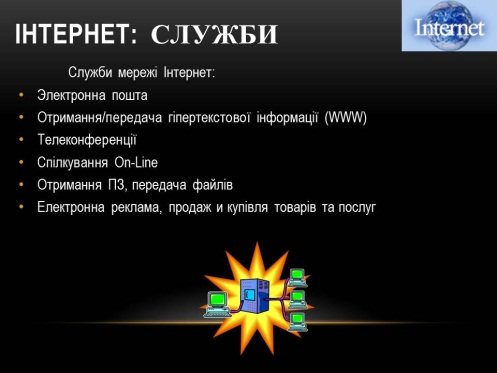 ІНТЕРНЕТ: СЛУЖБИ
Internet
Служби мережі Інтернет:
• Электронна пошта
• Отримання/передача гіпертекстової інформації (WWW)
• Телеконференції
• Спілкування On-Line
• Отримання ПЗ, передача файлів
• Електронна реклама, продаж и купівля товарів та послуг